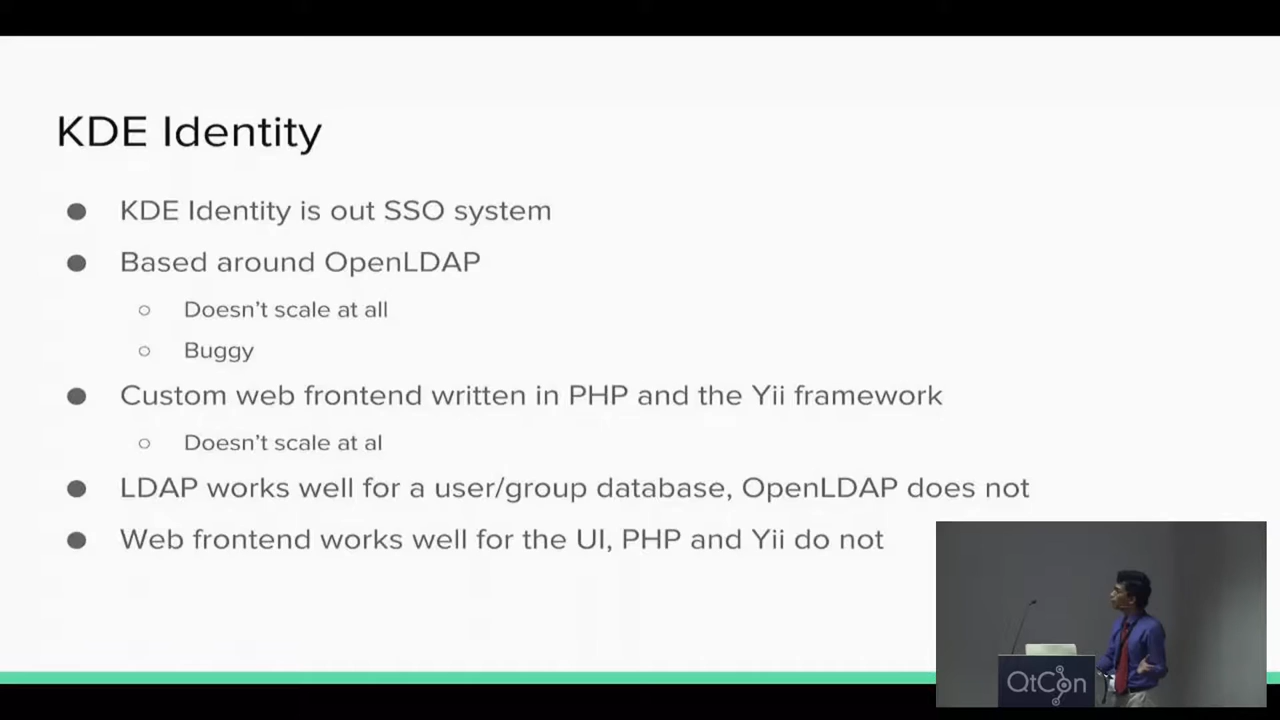 KDE Identity
KDE Identity is out SSO system
Based around OpenLDAP
Doesn't scale at all
Buggy
Custom web frontend written in PHP and the Yii framework
Doesn't scale at al
LDAP works well for a user/group database, OpenLDAP does not
Web frontend works well for the UI, PHP and Yii do not
QtCon